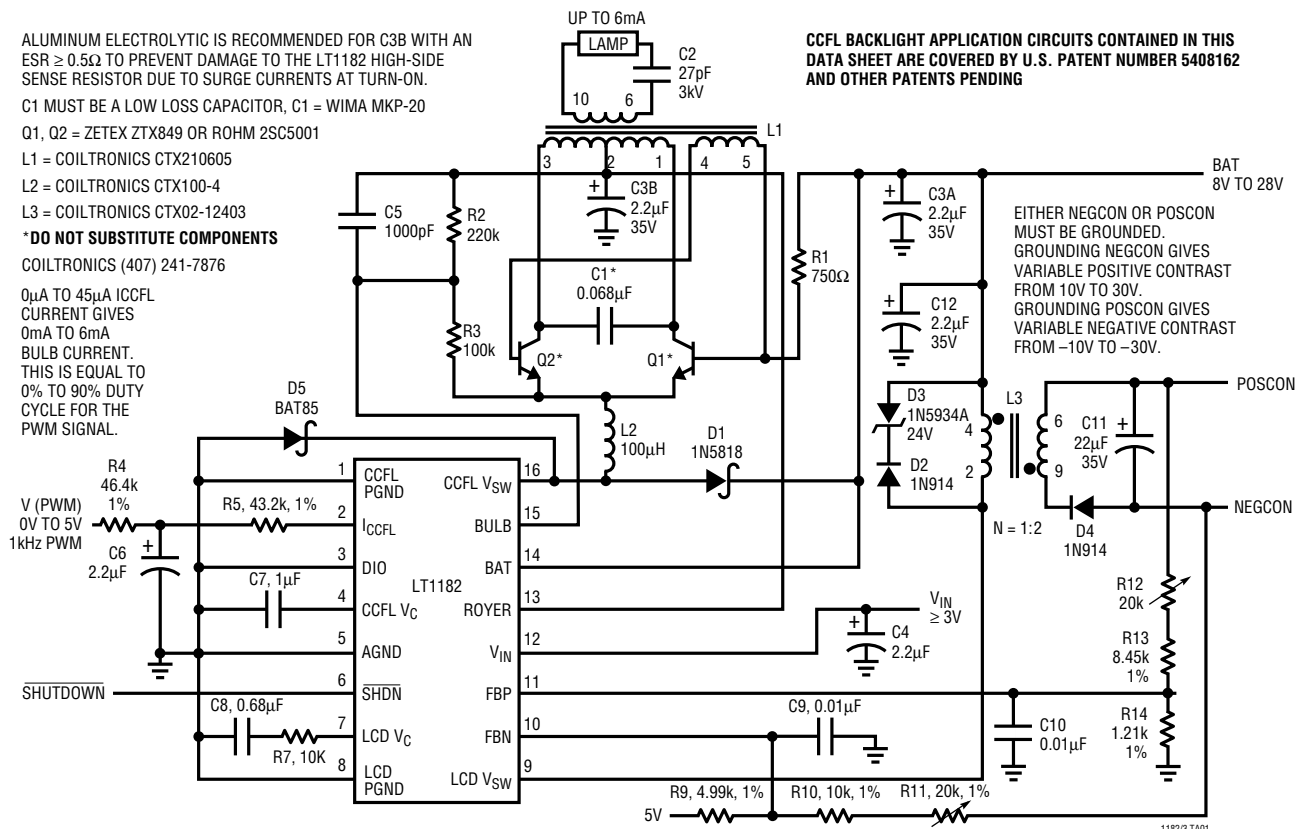 UP TO 6mA
LAMP
C2
27pF
3kV
10
6
ALUMINUM ELECTROLYTIC IS RECOMMENDED FOR C3B WITH AN
ESR ≥ 0.5Ω TO PREVENT DAMAGE TO THE LT1182 HIGH-SIDE
SENSE RESISTOR DUE TO SURGE CURRENTS AT TURN-ON.
C1 MUST BE A LOW LOSS CAPACITOR, C1 = WIMA MKP-20
Q1, Q2 = ZETEX ZTX849 OR ROHM 2SC5001
L1 = COILTRONICS CTX210605
L2 = COILTRONICS CTX100-4
L3 = COILTRONICS CTX02-12403
*DO NOT SUBSTITUTE COMPONENTS
COILTRONICS (407) 241-7876
0µA TO 45µA ICCFL
CURRENT GIVES
0mA TO 6mA
BULB CURRENT.
THIS IS EQUAL TO
0% TO 90% DUTY
CYCLE FOR THE
PWM SIGNAL.
CCFL BACKLIGHT APPLICATION CIRCUITS CONTAINED IN THIS
DATA SHEET ARE COVERED BY U.S. PATENT NUMBER 5408162
AND OTHER PATENTS PENDING
L1
3
2
1
4
5
C5
1000pF
R2
220k
+
C3B
2.2µF
35V
R3
100k
C1*
0.068µF
Q2*
Q1*
R1
750Ω
+
C3A
2.2µF
35V
BAT
8V TO 28V
+
C12
2.2µF
35V
EITHER NEGCON OR POSCON
MUST BE GROUNDED.
GROUNDING NEGCON GIVES
VARIABLE POSITIVE CONTRAST
FROM 10V TO 30V.
GROUNDING POSCON GIVES
VARIABLE NEGATIVE CONTRAST
FROM –10V TO –30V.
D5
BAT85
L2
100µH
D1
1N5818
D3
1N5934A
24V
D2
1N914
L3
4
2
6
9
N = 1:2
+
C11
22µF
35V
D4
1N914
POSCON
NEGCON
R4
46.4k
1%
V (PWM)
0V TO 5V
1kHz PWM
R5, 43.2k, 1%
+
C6
2.2µF
C7, 1µF
SHUTDOWN
C8, 0.68µF
R7, 10K
LT1182
1
CCFL
PGND
2
ICCFL
3
DIO
4
CCFL VC
5
AGND
6
SHDN
7
LCD VC
8
LCD
PGND
16
CCFL VSW
15
BULB
14
BAT
13
ROYER
12
VIN
11
FBP
10
FBN
9
LCD VSW
VIN
≥ 3V
+
C4
2.2µF
C9, 0.01µF
C10
0.01µF
R12
20k
R13
8.45k
1%
R14
1.21k
1%
5V
R9, 4.99k, 1%
R10, 10k, 1%
R11, 20k, 1%
1182/3 TA01